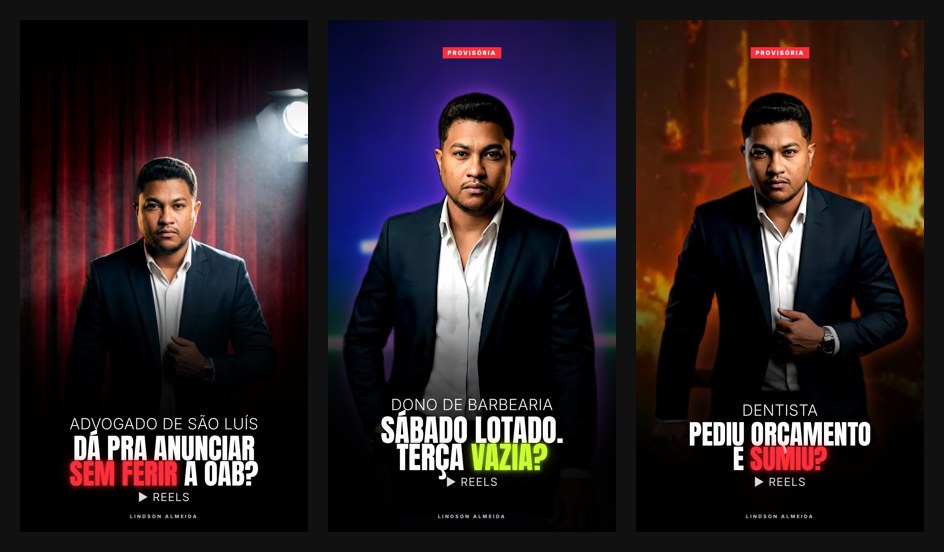 ADVOGADO DE SÃO LUÍS
DÁ PRA ANUNCIAR
SEM FERIR A OAB?
▶ REELS
LINDSON ALMEIDA
PROVISÓRIA
DONO DE BARBEARIA
SÁBADO LOTADO.
TERÇA VAZIA?
▶ REELS
LINDSON ALMEIDA
PROVISÓRIA
DENTISTA
PEDIU ORÇAMENTO
E SUMIU?
▶ REELS
LINDSON ALMEIDA